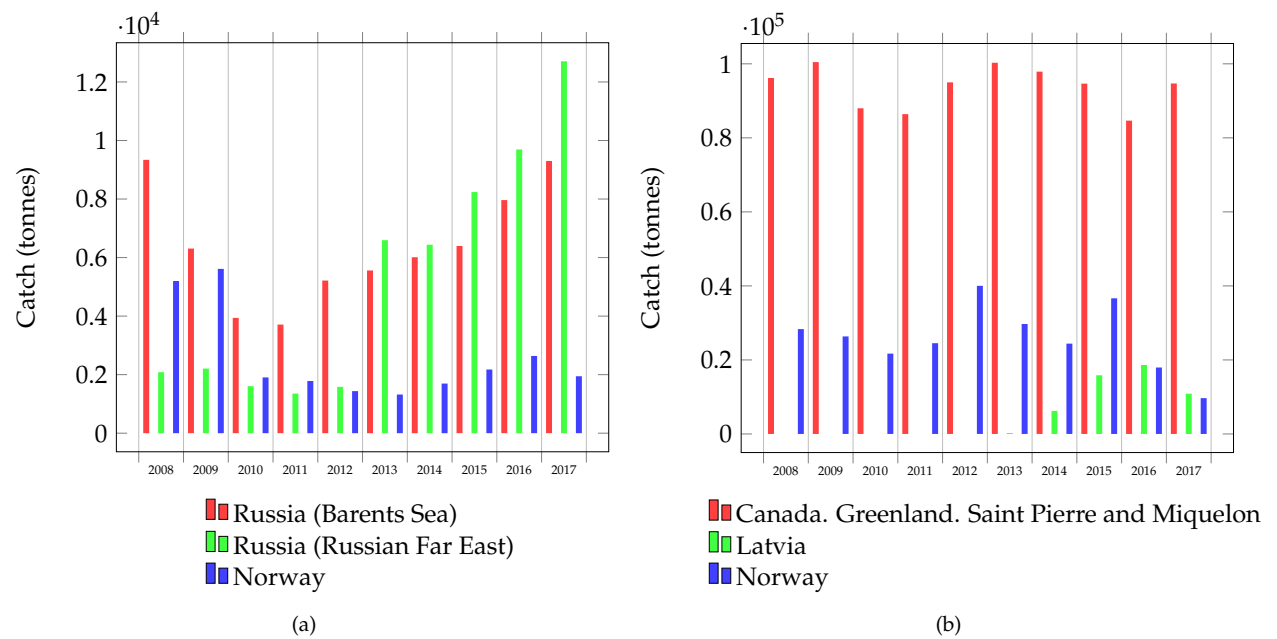 ·10^4
Catch (tonnes)
1.2
1
0.8
0.6
0.4
0.2
0
2008 2009 2010 2011 2012 2013 2014 2015 2016 2017
Russia (Barents Sea)
Russia (Russian Far East)
Norway
(a)
·10^5
Catch (tonnes)
1
0.8
0.6
0.4
0.2
0
2008 2009 2010 2011 2012 2013 2014 2015 2016 2017
Canada. Greenland. Saint Pierre and Miquelon
Latvia
Norway
(b)